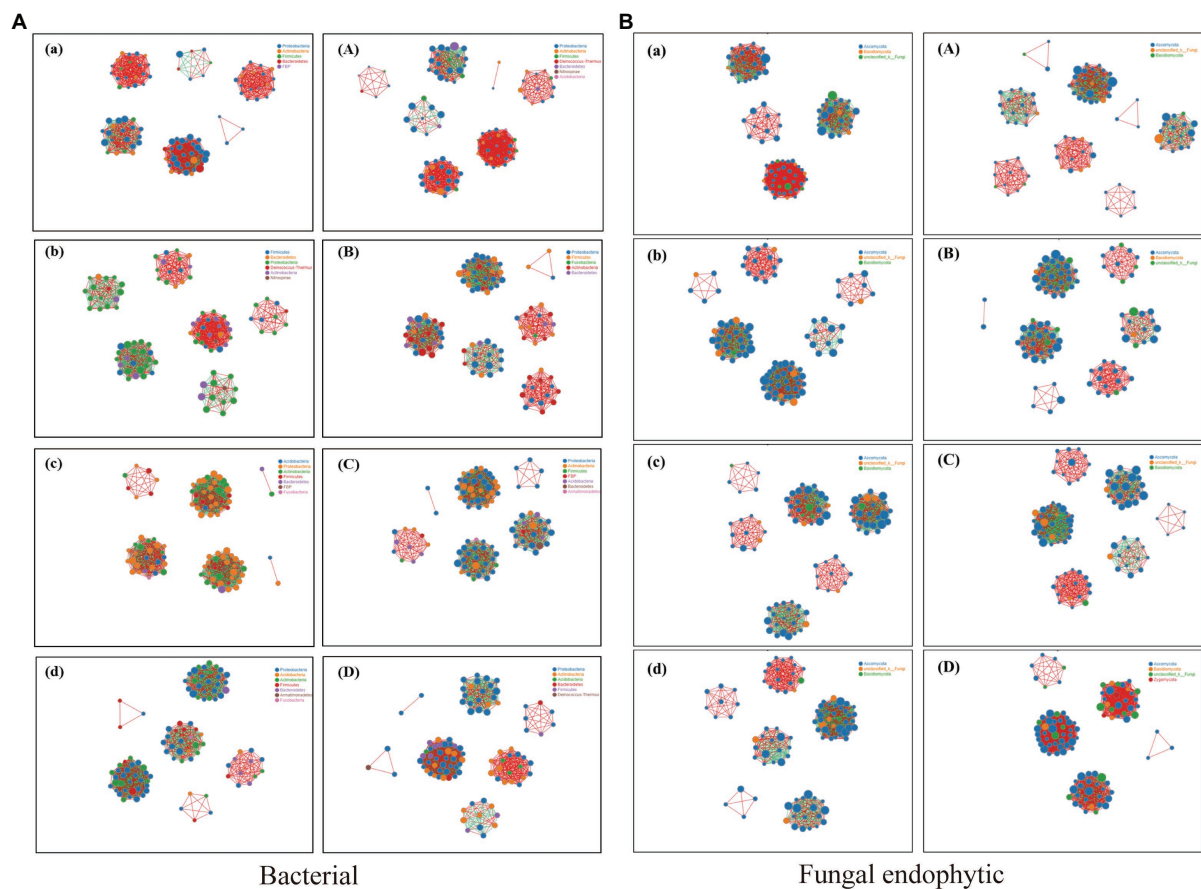 A
B
(a)
Proteobacteria
Actinobacteria
Firmicutes
Bacteroidetes
FBP
(A)
Proteobacteria
Actinobacteria
Firmicutes
Deinococcus-Thermus
Bacteroidetes
Nitrospirae
Acidobacteria
(a)
Ascomycota
unclassified_k__Fungi
Basidiomycota
(A)
Ascomycota
unclassified_k__Fungi
Basidiomycota
(b)
Firmicutes
Bacteroidetes
Proteobacteria
Deinococcus-Thermus
Actinobacteria
Nitrospirae
(B)
Proteobacteria
Firmicutes
Fusobacteria
Actinobacteria
Bacteroidetes
(b)
Ascomycota
unclassified_k__Fungi
Basidiomycota
(B)
Ascomycota
unclassified_k__Fungi
Basidiomycota
(c)
Acidobacteria
Proteobacteria
Actinobacteria
Firmicutes
Bacteroidetes
FBP
Fusobacteria
(C)
Proteobacteria
Actinobacteria
Firmicutes
FBP
Acidobacteria
Bacteroidetes
Armatimonadetes
(c)
Ascomycota
unclassified_k__Fungi
Basidiomycota
(C)
Ascomycota
unclassified_k__Fungi
Basidiomycota
(d)
Proteobacteria
Acidobacteria
Actinobacteria
Firmicutes
Bacteroidetes
Armatimonadetes
Fusobacteria
(D)
Proteobacteria
Actinobacteria
Acidobacteria
Bacteroidetes
Firmicutes
Deinococcus-Thermus
(d)
Ascomycota
unclassified_k__Fungi
Basidiomycota
(D)
Ascomycota
Basidiomycota
unclassified_k__Fungi
Zygomycota
Bacterial
Fungal endophytic